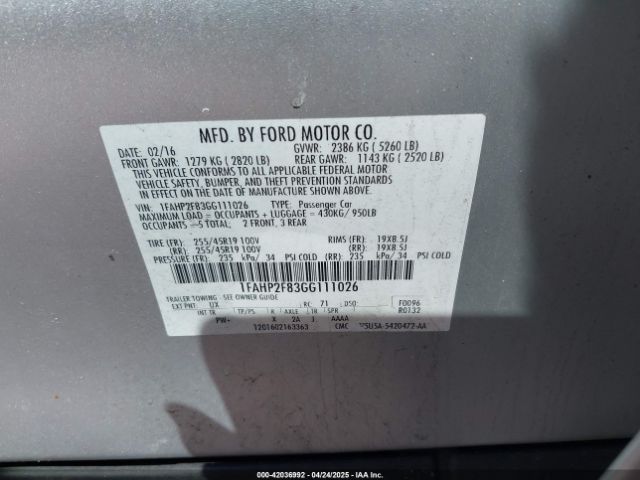 MFD. BY FORD MOTOR CO.
DATE: 02/16 GVWR: 2386 KG ( 5260 LB)
FRONT GAWR: 1279 KG ( 2820 LB) REAR GAWR: 1143 KG ( 2520 LB)
THIS VEHICLE CONFORMS TO ALL APPLICABLE FEDERAL MOTOR
VEHICLE SAFETY, BUMPER, AND THEFT PREVENTION STANDARDS
IN EFFECT ON THE DATE OF MANUFACTURE SHOWN ABOVE.
VEHICLE: 1FAHP2F83GG111026 TYPE: Passenger Car
MAXIMUM LOAD = OCCUPANTS + LUGGAGE = 430KG/ 950LB
OCCUPANTS = 5 TOTAL; 2 FRONT, 3 REAR
TIRE (FR): 255/45R19 100V RIMS (FR): 19X8.5J
(RR): 255/45R19 100V (RR): 19X8.5J
PRESSURE (FR): 235 kPa/ 34 PSI COLD (RR): 235 kPa/ 34 PSI COLD
1FAHP2F83GG111026
TRAILER TOWING - SEE OWNER GUIDE
EXT PNT: UX RC: 71 DSO: F0096
INT TR TP/PS R AXLE TR SPR R0132
PW- X 2A J AAAA
1201602163363 CMC 5U5A-5420472-AA
000-42036992 - 04/24/2025 - IAA Inc.